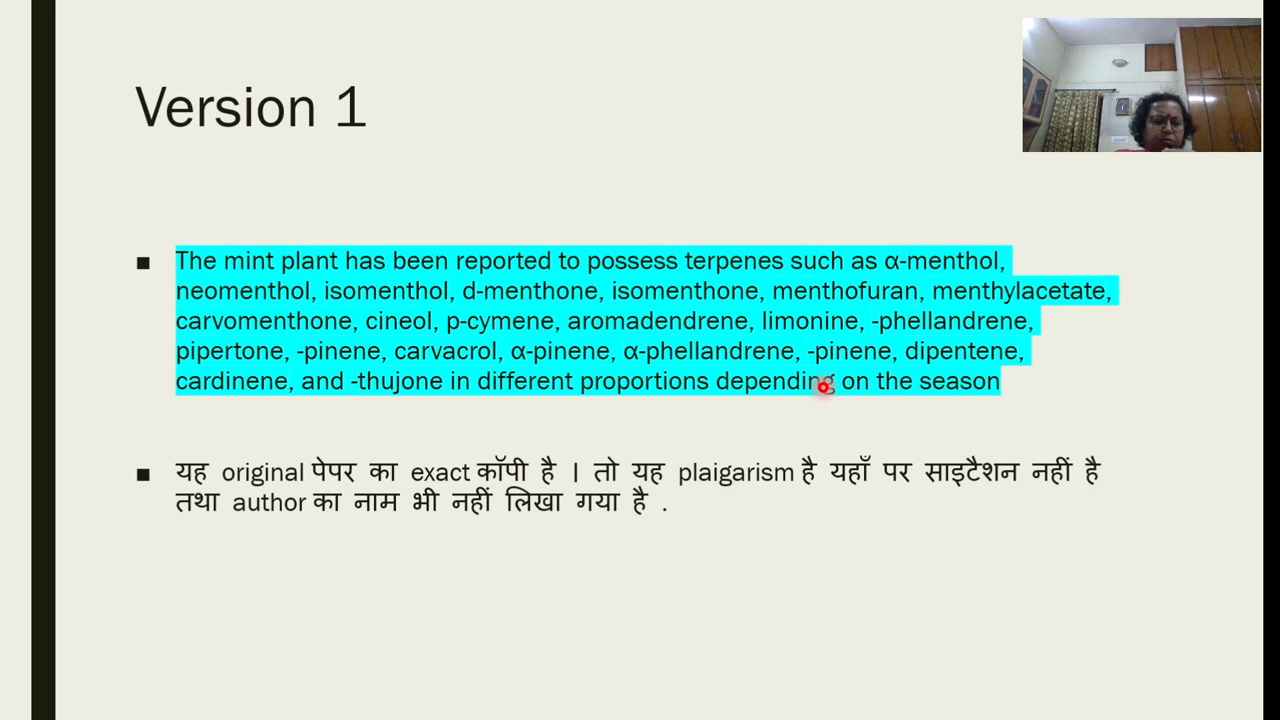 Version 1
The mint plant has been reported to possess terpenes such as α-menthol,
neomenthol, isomenthol, d-menthone, isomenthone, menthofuran, menthylacetate,
carvomenthone, cineol, p-cymene, aromadendrene, limonine, -phellandrene,
pipertone, -pinene, carvacrol, α-pinene, α-phellandrene, -pinene, dipentene,
cardinene, and -thujone in different proportions depending on the season
यह original पेपर का exact कॉपी है । तो यह plaigarism है यहाँ पर साइटैशन नहीं है
तथा author का नाम भी नहीं लिखा गया है .